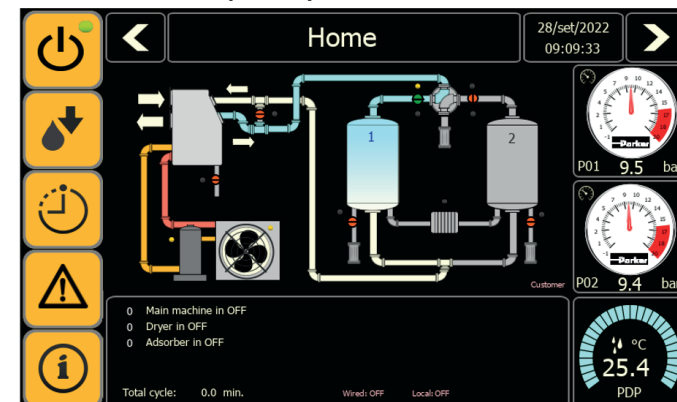 Home
28/set/2022
09:09:33
1
2
Parker
P01 9.5 ba
Parker
P02 9.4 ba
Customer
0 Main machine in OFF
0 Dryer in OFF
0 Adsorber in OFF
Total cycle: 0.0 min.
Wired: OFF Local: OFF
°C
25.4
PDP